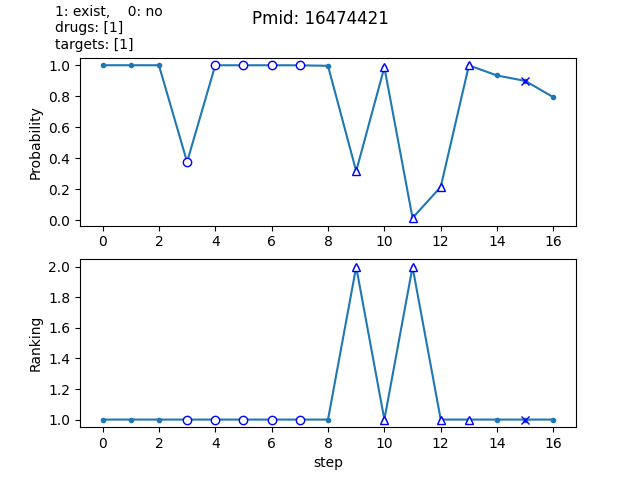 1: exist,    0: no
drugs: [1]
targets: [1]
Pmid: 16474421
Probability
1.0
0.8
0.6
0.4
0.2
0.0
0 2 4 6 8 10 12 14 16
Ranking
2.0
1.8
1.6
1.4
1.2
1.0
0 2 4 6 8 10 12 14 16
step